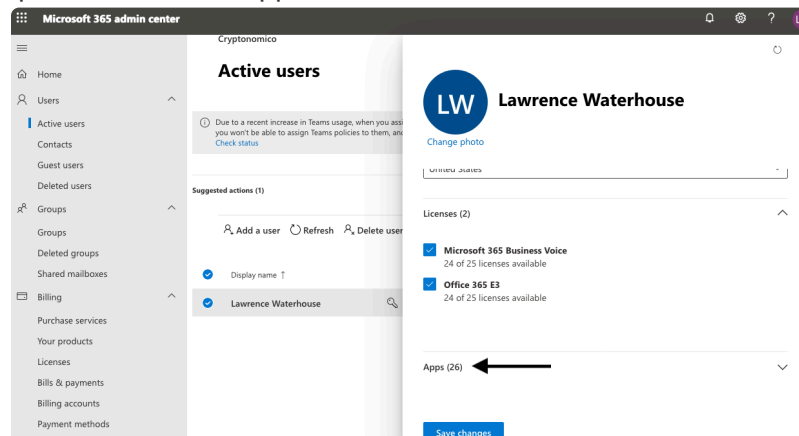 Microsoft 365 admin center
?
Home
Users
Active users
Contacts
Guest users
Deleted users
Groups
Groups
Deleted groups
Shared mailboxes
Billing
Purchase services
Your products
Licenses
Bills & payments
Billing accounts
Payment methods
Cryptonomico
Active users
Due to a recent increase in Teams usage, when you assi
you won't be able to assign Teams policies to them, and
Check status
Suggested actions (1)
Add a user Refresh Delete user
Display name ↑
Lawrence Waterhouse
LW
Lawrence Waterhouse
Change photo
United States
Licenses (2)
Microsoft 365 Business Voice
24 of 25 licenses available
Office 365 E3
24 of 25 licenses available
Apps (26)
Save changes